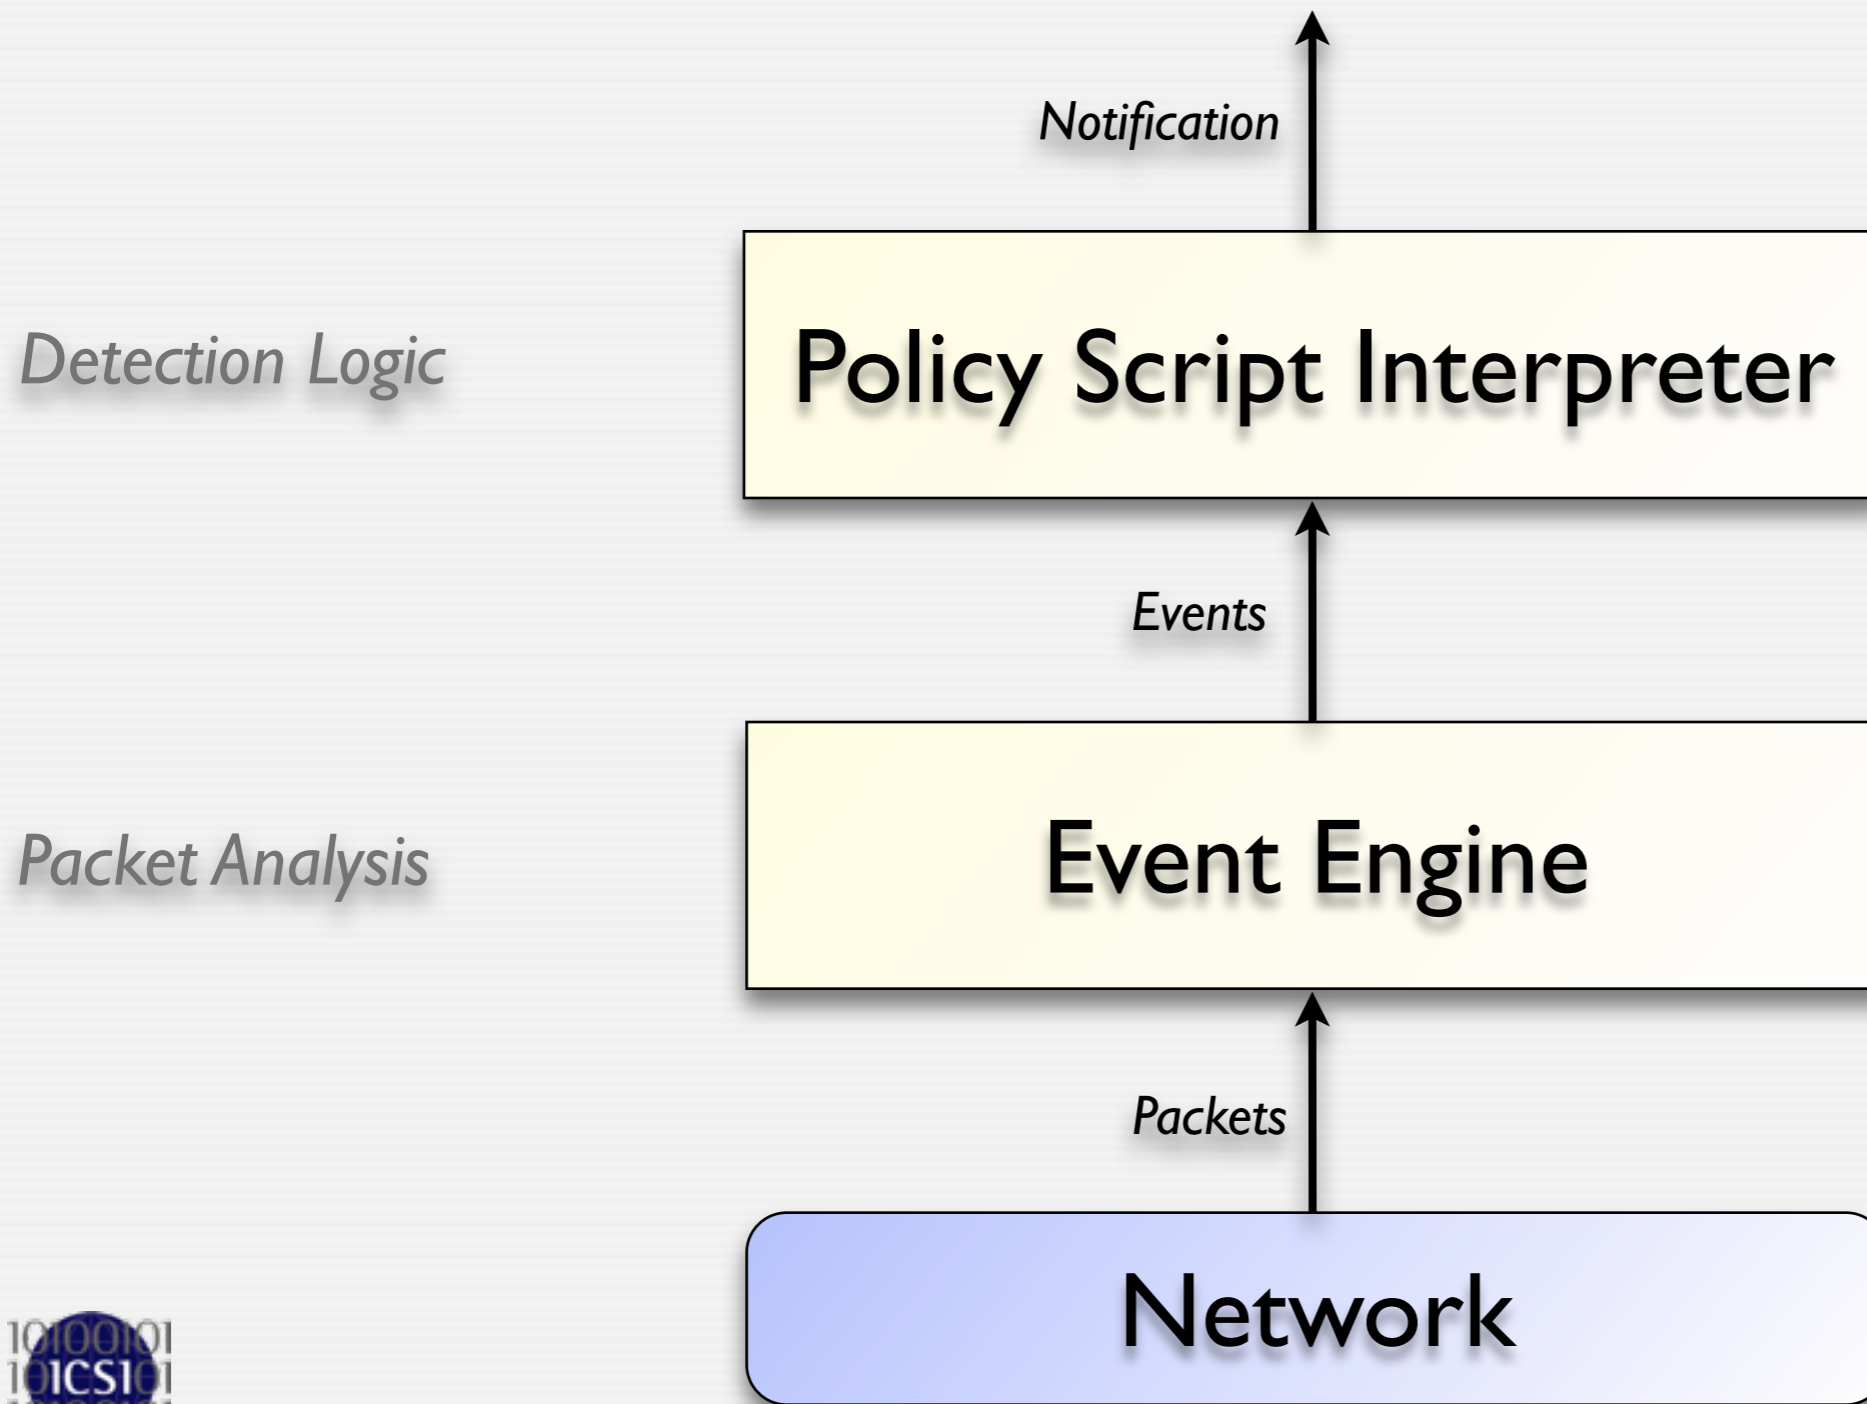 Notification
Detection Logic
Policy Script Interpreter
Events
Packet Analysis
Event Engine
Packets
Network
10100101
10ICSI01